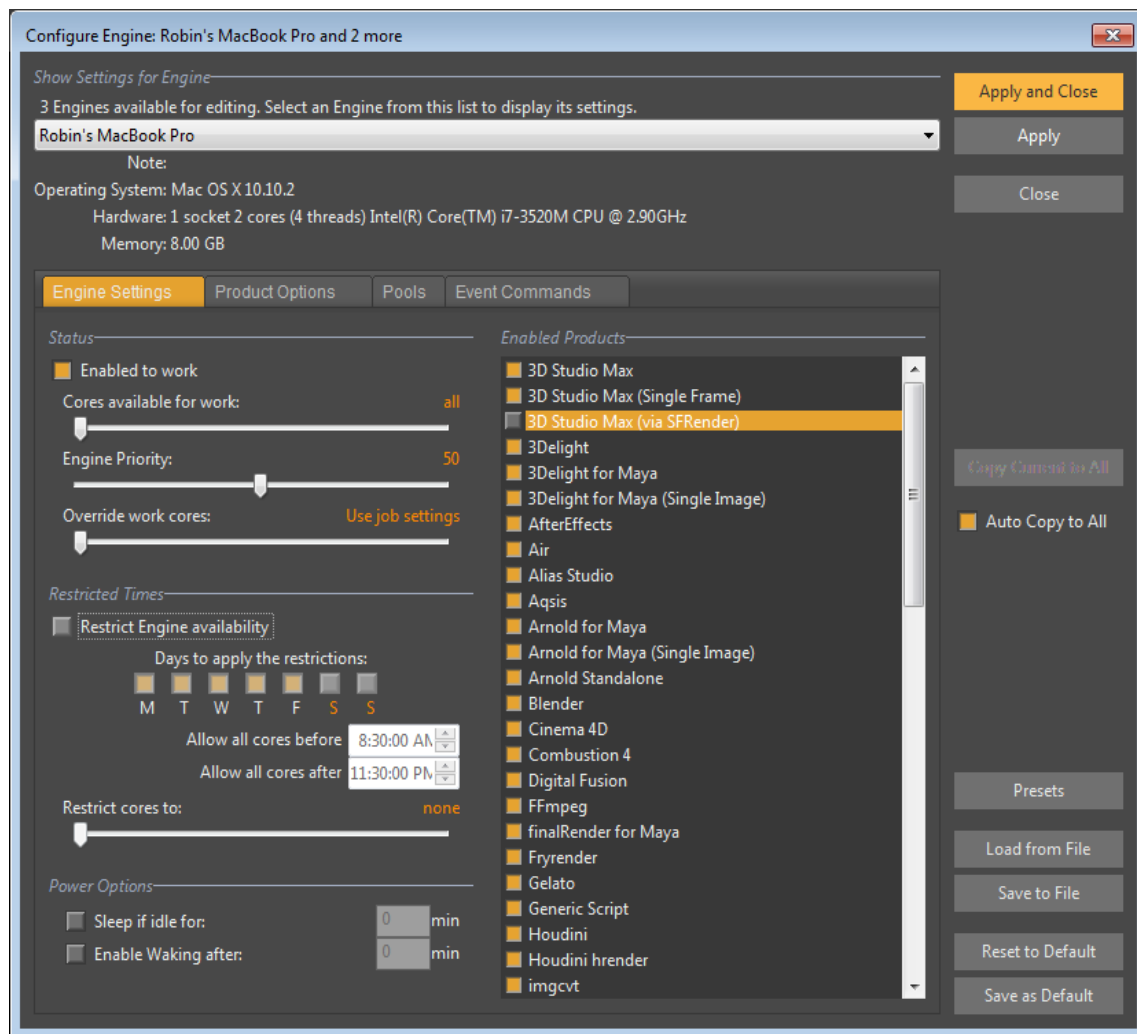 Configure Engine: Robin's MacBook Pro and 2 more
Show Settings for Engine
3 Engines available for editing. Select an Engine from this list to display its settings.
Robin's MacBook Pro
Note:
Operating System: Mac OS X 10.10.2
Hardware: 1 socket 2 cores (4 threads) Intel(R) Core(TM) i7-3520M CPU @ 2.90GHz
Memory: 8.00 GB
Apply and Close
Apply
Close
Engine Settings
Product Options
Pools
Event Commands
Status
Enabled to work
Cores available for work: all
Engine Priority: 50
Override work cores: Use job settings
Restricted Times
Restrict Engine availability
Days to apply the restrictions:
M T W T F S S
Allow all cores before 8:30:00 AM
Allow all cores after 11:30:00 PM
Restrict cores to: none
Power Options
Sleep if idle for: 0 min
Enable Waking after: 0 min
Enabled Products
3D Studio Max
3D Studio Max (Single Frame)
3D Studio Max (via SFRender)
3Delight
3Delight for Maya
3Delight for Maya (Single Image)
AfterEffects
Air
Alias Studio
Aqsis
Arnold for Maya
Arnold for Maya (Single Image)
Arnold Standalone
Blender
Cinema 4D
Combustion 4
Digital Fusion
FFmpeg
finalRender for Maya
Fryrender
Gelato
Generic Script
Houdini
Houdini hrender
imgcvt
Copy Current to All
Auto Copy to All
Presets
Load from File
Save to File
Reset to Default
Save as Default